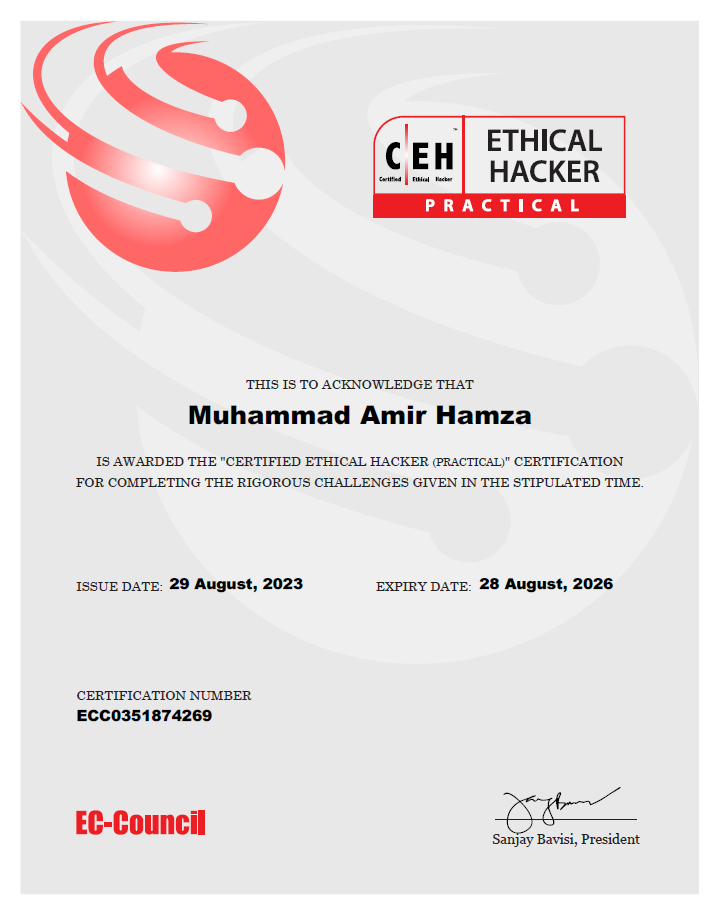 C|EH
™
Certified Ethical Hacker
ETHICAL
HACKER
PRACTICAL
THIS IS TO ACKNOWLEDGE THAT
Muhammad Amir Hamza
IS AWARDED THE "CERTIFIED ETHICAL HACKER (PRACTICAL)" CERTIFICATION
FOR COMPLETING THE RIGOROUS CHALLENGES GIVEN IN THE STIPULATED TIME.
ISSUE DATE: 29 August, 2023 EXPIRY DATE: 28 August, 2026
CERTIFICATION NUMBER
ECC0351874269
EC-Council
Sanjay Bavisi, President